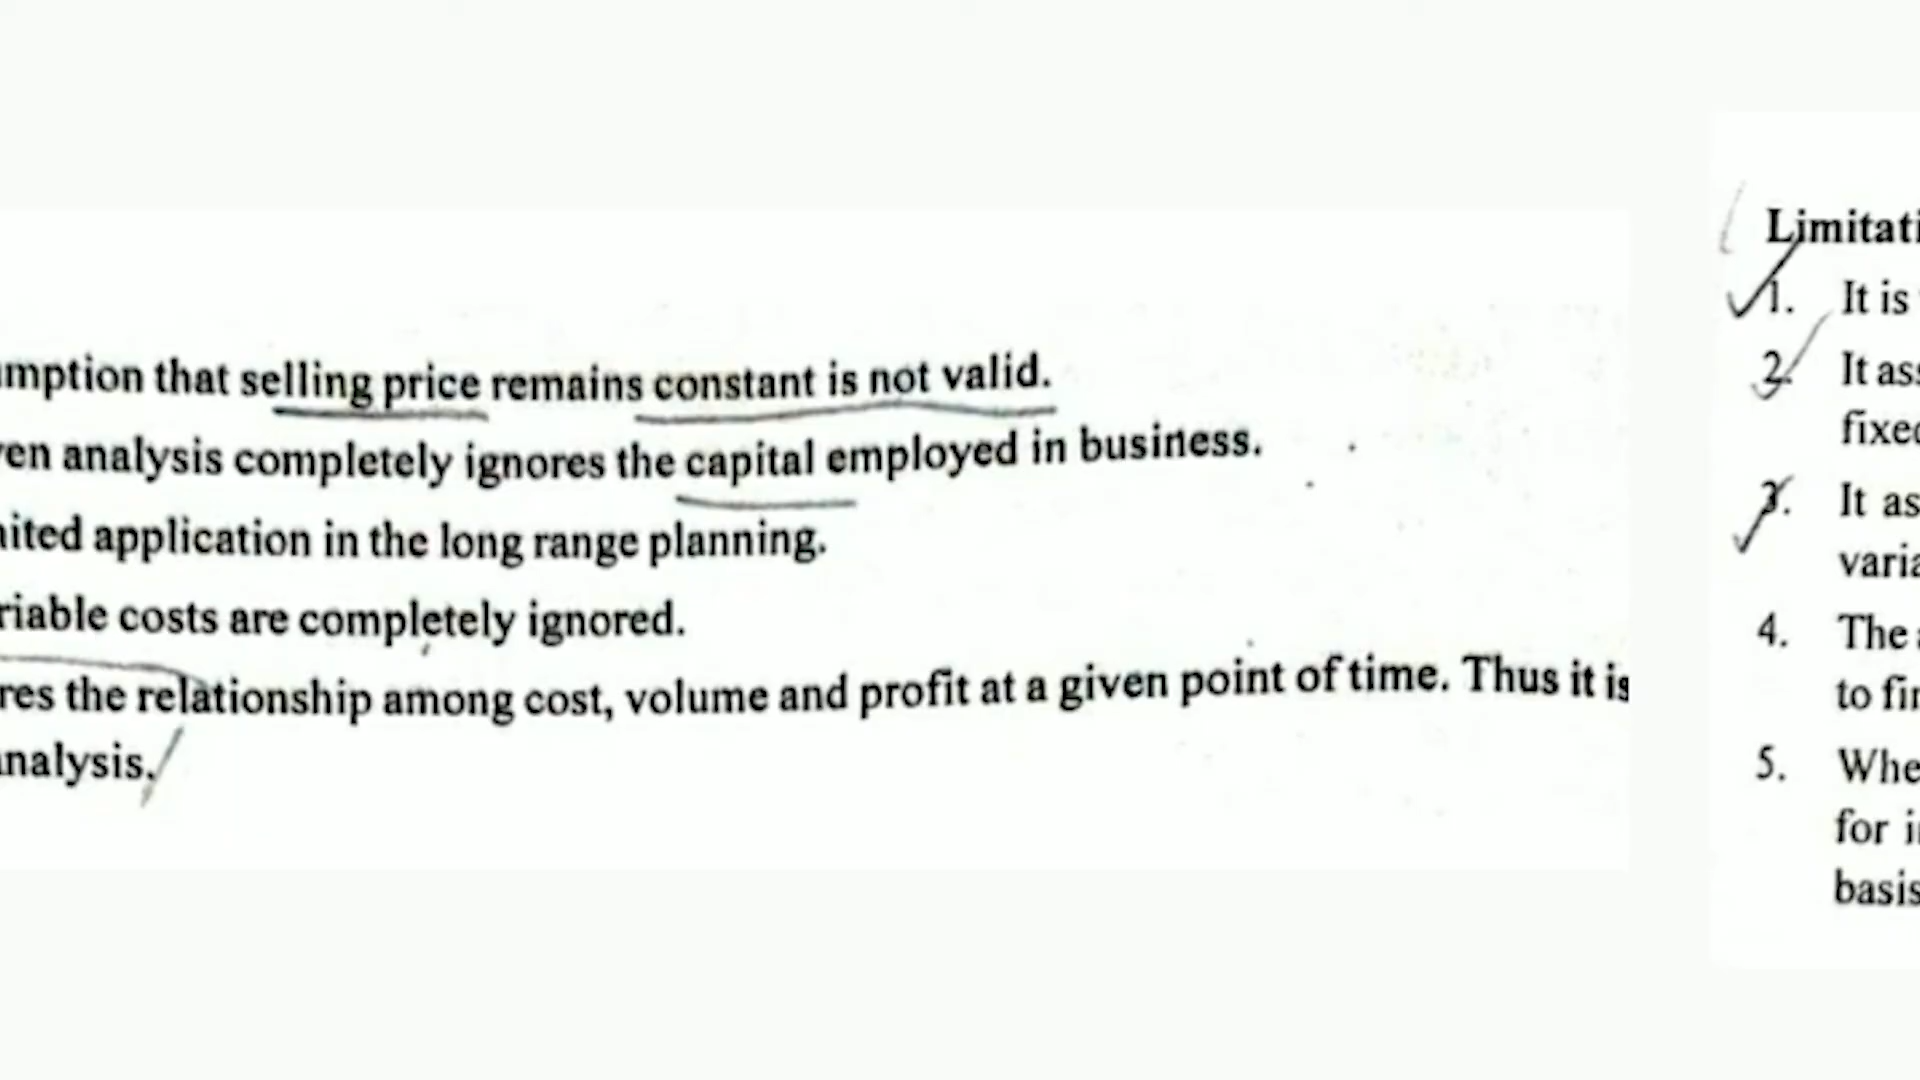 mption that selling price remains constant is not valid.
en analysis completely ignores the capital employed in business.
ited application in the long range planning.
riable costs are completely ignored.
res the relationship among cost, volume and profit at a given point of time. Thus it is
nalysis.
Limitati
1. It is
2. It ass
fixed
3. It as
varia
4. The
to fin
5. Whe
for i
basis